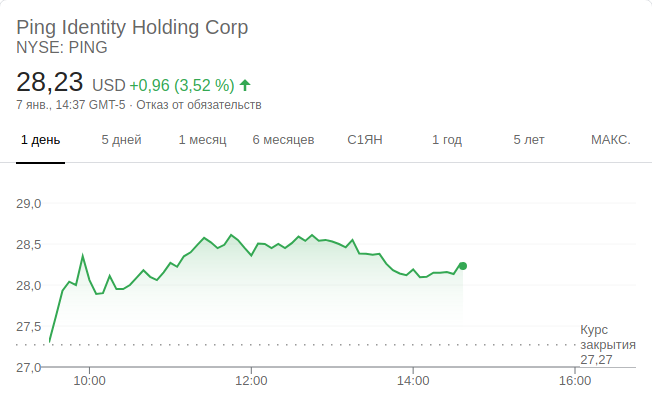 Ping Identity Holding Corp
NYSE: PING
28,23 USD +0,96 (3,52 %)
7 янв., 14:37 GMT-5 · Отказ от обязательств
1 день 5 дней 1 месяц 6 месяцев С1ЯН 1 год 5 лет МАКС.
29,0
28,5
28,0
27,5
Курс
закрытия
27,27
27,0
10:00 12:00 14:00 16:00